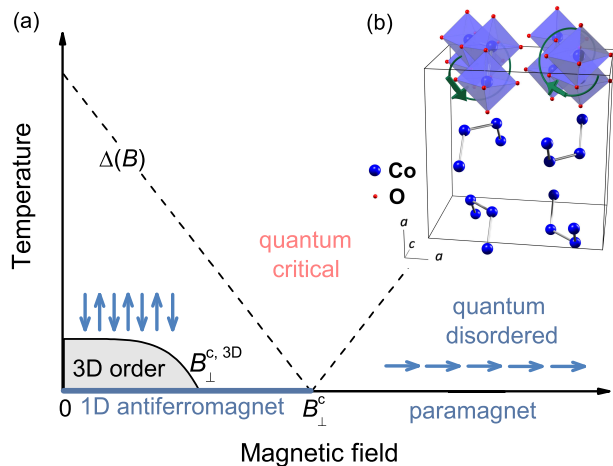 (a)
(b)
Temperature
Δ(B)
Co
O
a
c
a
quantum
critical
quantum
disordered
3D order
B⊥^c, 3D
0
1D antiferromagnet
B⊥^c
paramagnet
Magnetic field